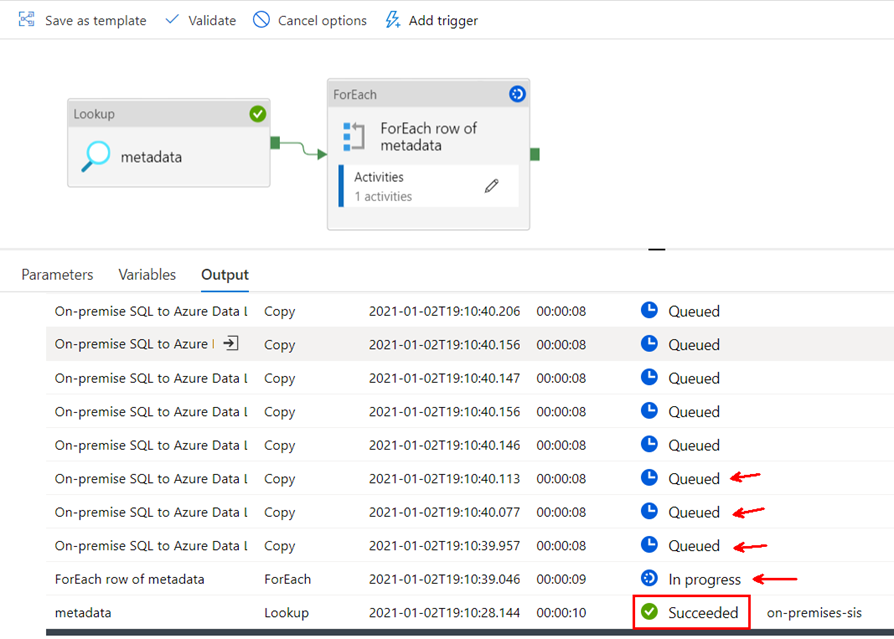 Save as template Validate Cancel options Add trigger
Lookup
metadata
ForEach
ForEach row of
metadata
Activities
1 activities
Parameters Variables Output
On-premise SQL to Azure Data L Copy 2021-01-02T19:10:40.206 00:00:08 Queued
On-premise SQL to Azure Copy 2021-01-02T19:10:40.156 00:00:08 Queued
On-premise SQL to Azure Data L Copy 2021-01-02T19:10:40.147 00:00:08 Queued
On-premise SQL to Azure Data L Copy 2021-01-02T19:10:40.156 00:00:08 Queued
On-premise SQL to Azure Data L Copy 2021-01-02T19:10:40.146 00:00:08 Queued
On-premise SQL to Azure Data L Copy 2021-01-02T19:10:40.113 00:00:08 Queued
On-premise SQL to Azure Data L Copy 2021-01-02T19:10:40.077 00:00:08 Queued
On-premise SQL to Azure Data L Copy 2021-01-02T19:10:39.957 00:00:08 Queued
ForEach row of metadata ForEach 2021-01-02T19:10:39.046 00:00:09 In progress
metadata Lookup 2021-01-02T19:10:28.144 00:00:10 Succeeded on-premises-sis